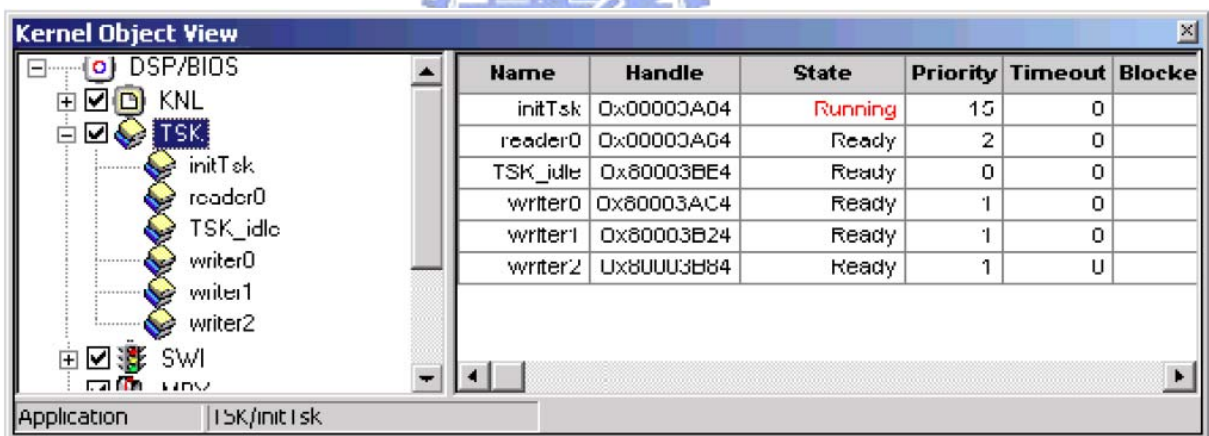 Kernel Object View
DSP/BIOS
KNL
TSK
initTsk
reader0
TSK_idle
writer0
writer1
writer2
SWI
Name Handle State Priority Timeout Blocke
initTsk Running 15 0
reader0 Ready 2 0
TSK_idle 0x80003BE4 Ready 0 0
writer0 0x80003AC4 Ready 1 0
writer1 0x80003B24 Ready 1 0
writer2 0x80003B84 Ready 1 0
Application TSK/initTsk